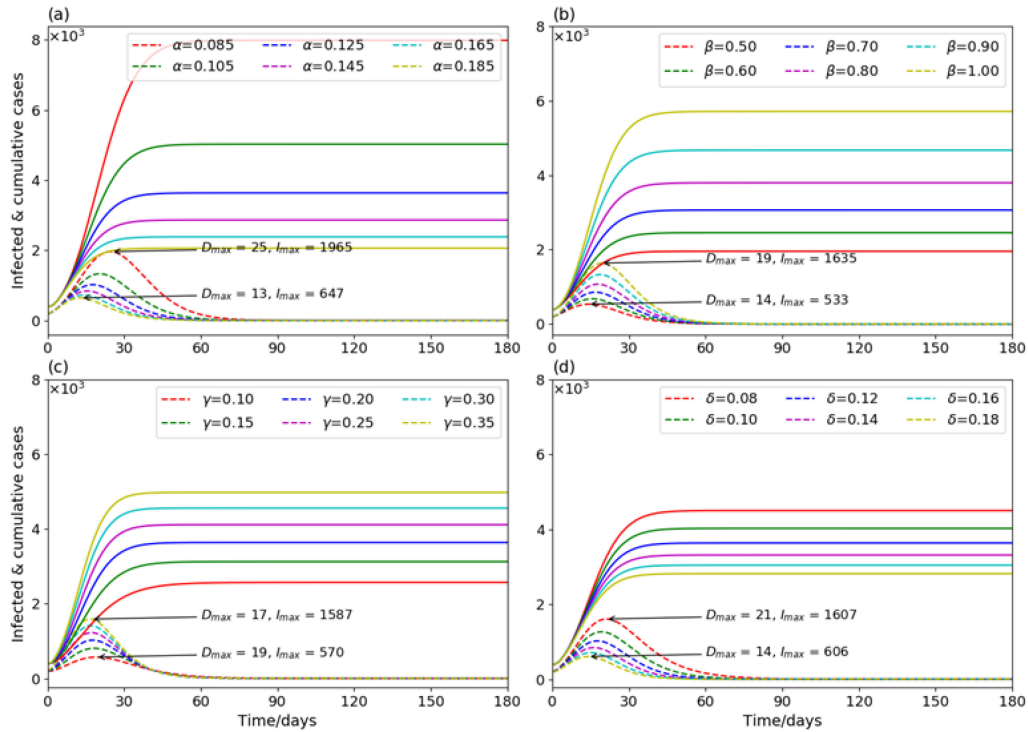 (a)
×10³
α=0.085 α=0.125 α=0.165
α=0.105 α=0.145 α=0.185
8
6
4
2
0
Infected & cumulative cases
D_max = 25, I_max = 1965
D_max = 13, I_max = 647
0 30 60 90 120 150 180
(b)
×10³
β=0.50 β=0.70 β=0.90
β=0.60 β=0.80 β=1.00
8
6
4
2
0
D_max = 19, I_max = 1635
D_max = 14, I_max = 533
0 30 60 90 120 150 180
(c)
×10³
γ=0.10 γ=0.20 γ=0.30
γ=0.15 γ=0.25 γ=0.35
8
6
4
2
0
Infected & cumulative cases
D_max = 17, I_max = 1587
D_max = 19, I_max = 570
0 30 60 90 120 150 180
Time/days
(d)
×10³
δ=0.08 δ=0.12 δ=0.16
δ=0.10 δ=0.14 δ=0.18
8
6
4
2
0
D_max = 21, I_max = 1607
D_max = 14, I_max = 606
0 30 60 90 120 150 180
Time/days